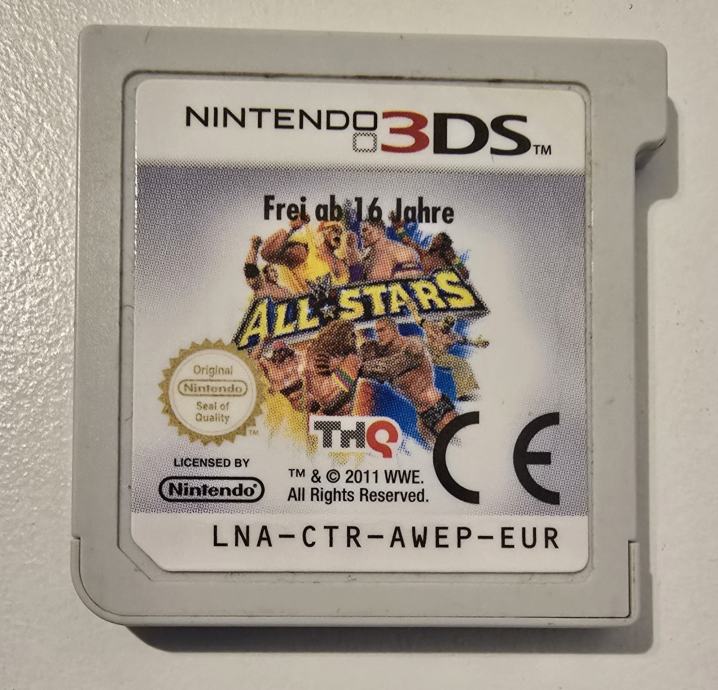 NINTENDO 3DS™
Frei ab 16 Jahre
W
ALL STARS
Original
Nintendo
Seal of
Quality
™
THQ
CE
LICENSED BY
Nintendo®
™ & © 2011 WWE.
All Rights Reserved.
LNA-CTR-AWEP-EUR